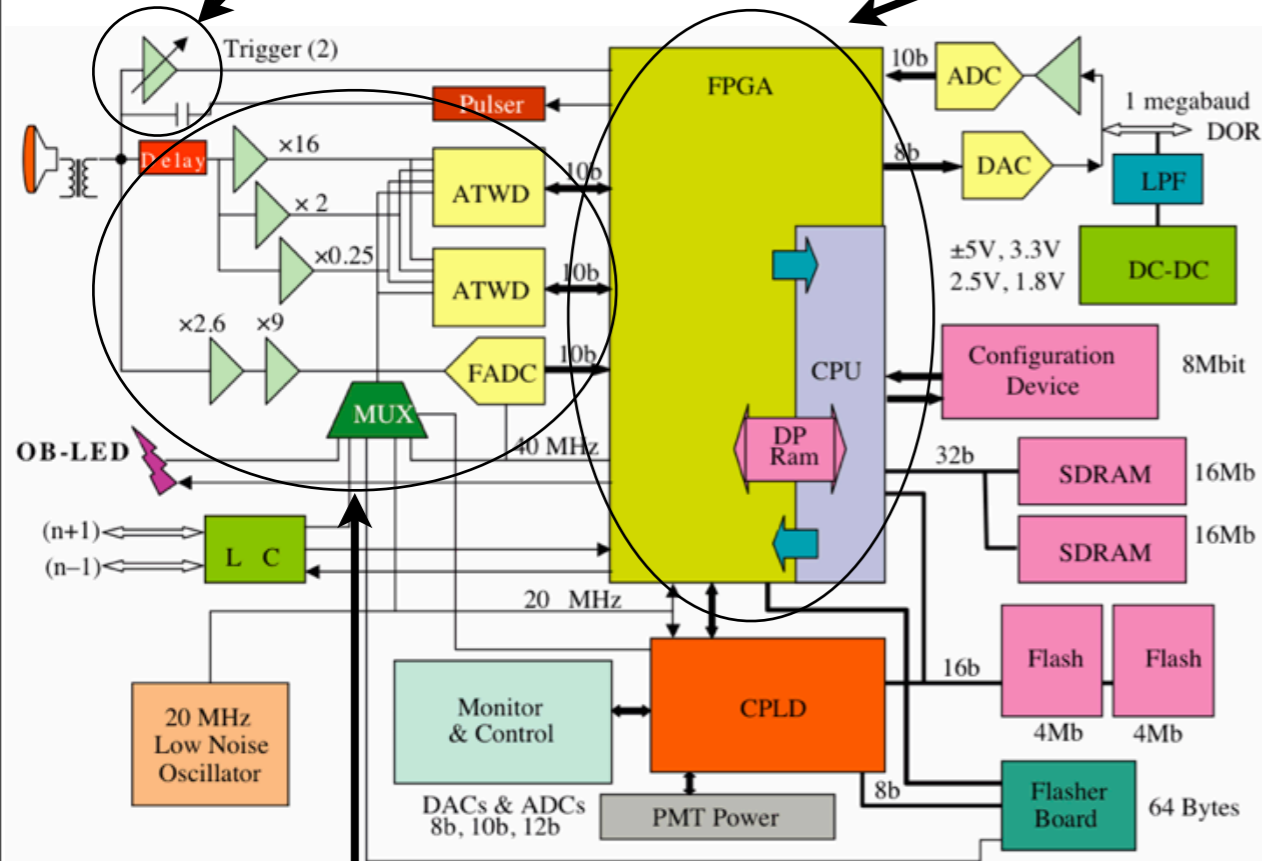 Trigger (2)
FPGA
10b
ADC
1 megabaud
DOR
Pulser
Delay
×16
8b
DAC
LPF
× 2
ATWD
10b
×0.25
ATWD
10b
±5V, 3.3V
2.5V, 1.8V
DC-DC
×2.6
×9
FADC
10b
CPU
Configuration
Device
8Mbit
MUX
OB-LED
40 MHz
DP
Ram
32b
SDRAM
16Mb
(n+1)
(n–1)
L C
SDRAM
16Mb
20 MHz
20 MHz
Low Noise
Oscillator
Monitor
& Control
CPLD
16b
Flash
Flash
4Mb
4Mb
DACs & ADCs
8b, 10b, 12b
PMT Power
8b
Flasher
Board
64 Bytes